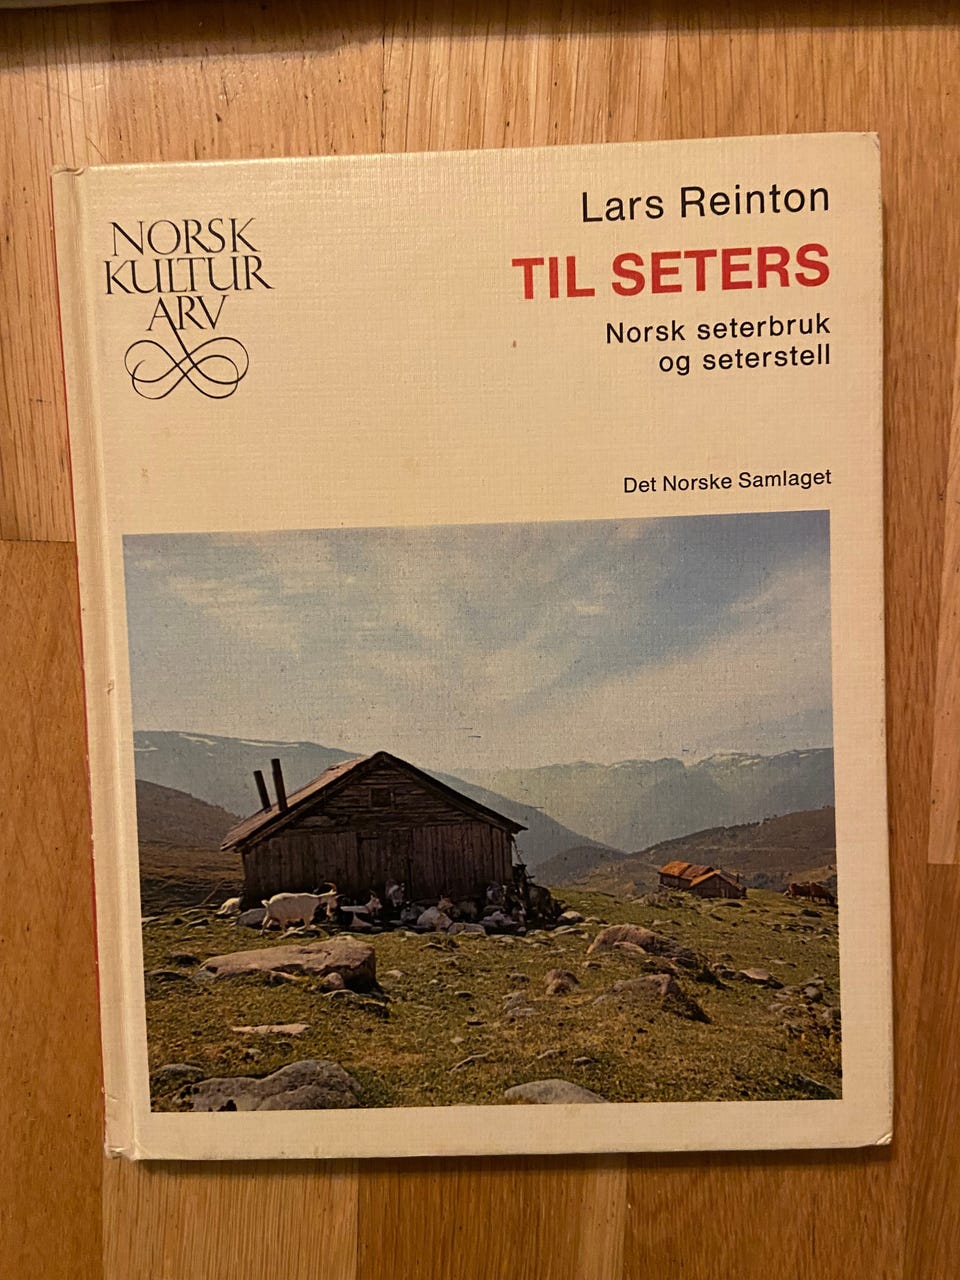 NORSK
KULTUR
ARV
Lars Reinton
TIL SETERS
Norsk seterbruk
og seterstell
Det Norske Samlaget